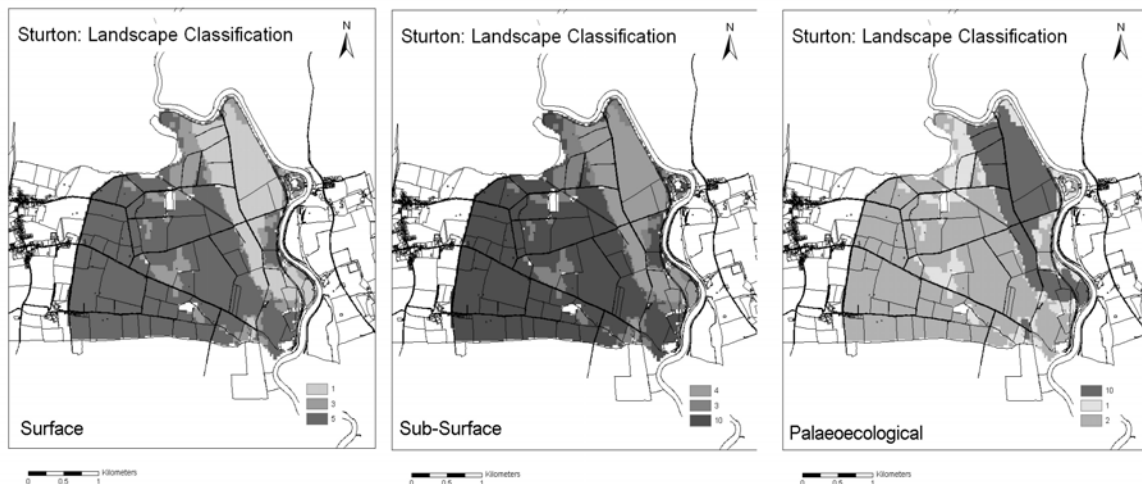 Sturton: Landscape Classification
N
1
3
5
Surface
0 0.5 1 Kilometers
Sturton: Landscape Classification
N
4
3
10
Sub-Surface
0 0.5 1 Kilometers
Sturton: Landscape Classification
N
10
1
2
Palaeoecological
0 0.5 1 Kilometers